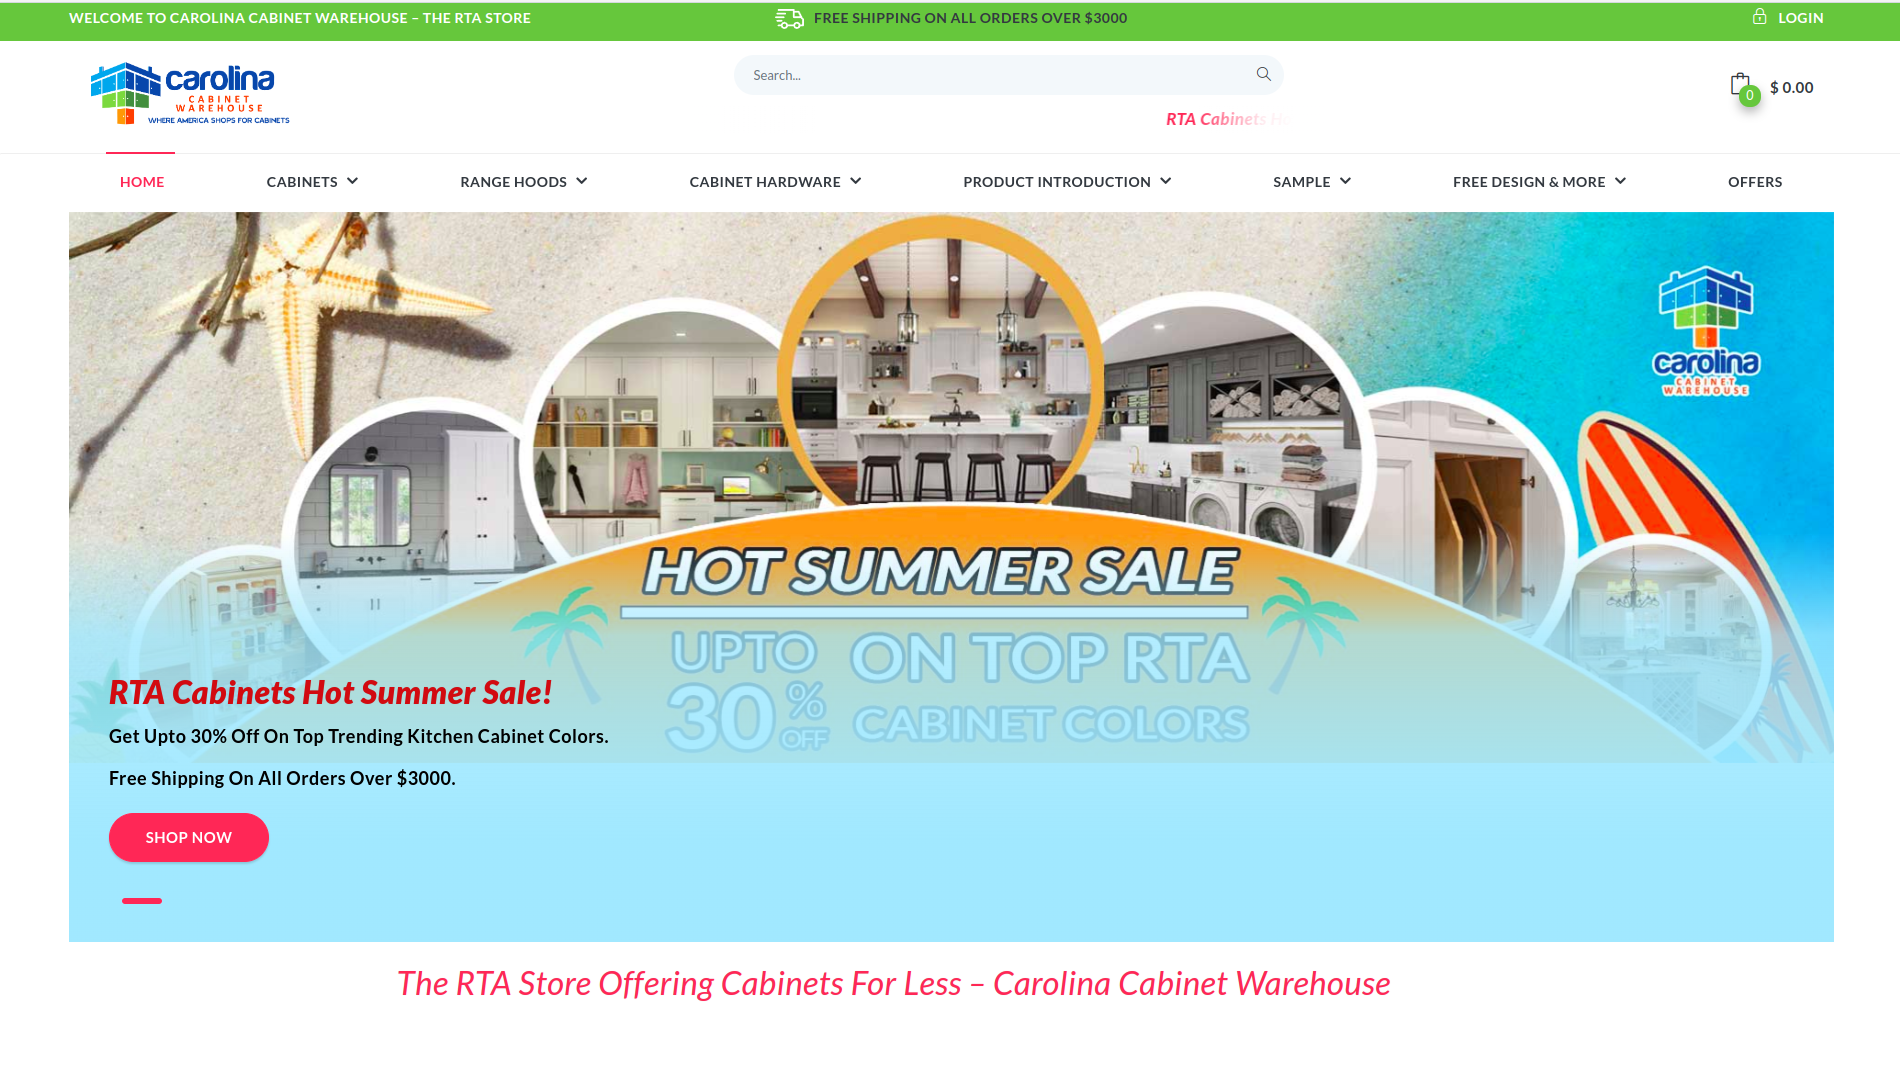 WELCOME TO CAROLINA CABINET WAREHOUSE – THE RTA STORE
FREE SHIPPING ON ALL ORDERS OVER $3000
LOGIN
carolina
CABINET
WAREHOUSE
WHERE AMERICA SHOPS FOR CABINETS
Search...
0
$ 0.00
RTA Cabinets H
HOME
CABINETS
RANGE HOODS
CABINET HARDWARE
PRODUCT INTRODUCTION
SAMPLE
FREE DESIGN & MORE
OFFERS
carolina
CABINET
WAREHOUSE
HOT SUMMER SALE
UPTO
30% OFF
ON TOP RTA
CABINET COLORS
RTA Cabinets Hot Summer Sale!
Get Upto 30% Off On Top Trending Kitchen Cabinet Colors.
Free Shipping On All Orders Over $3000.
SHOP NOW
The RTA Store Offering Cabinets For Less – Carolina Cabinet Warehouse